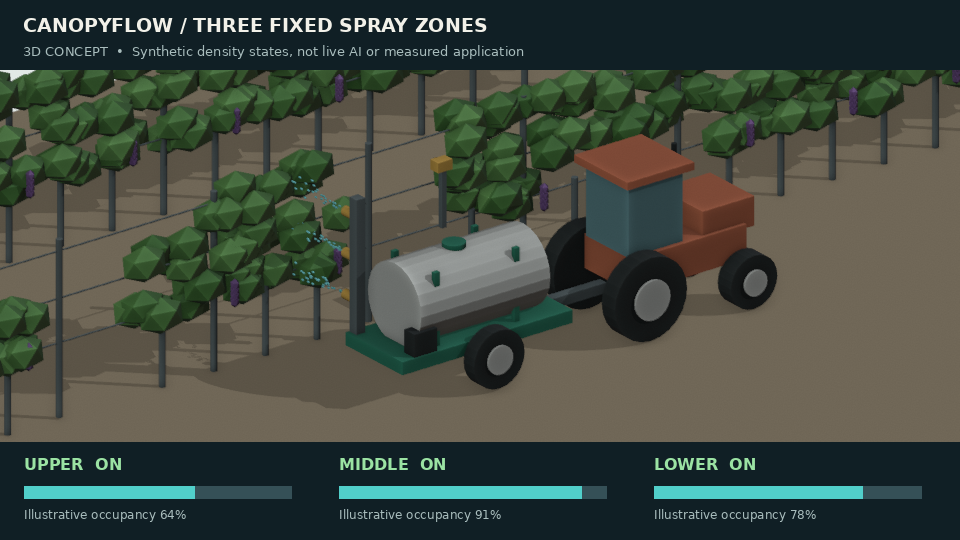 CANOPYFLOW / THREE FIXED SPRAY ZONES
3D CONCEPT • Synthetic density states, not live AI or measured application
UPPER ON
Illustrative occupancy 64%
MIDDLE ON
Illustrative occupancy 91%
LOWER ON
Illustrative occupancy 78%